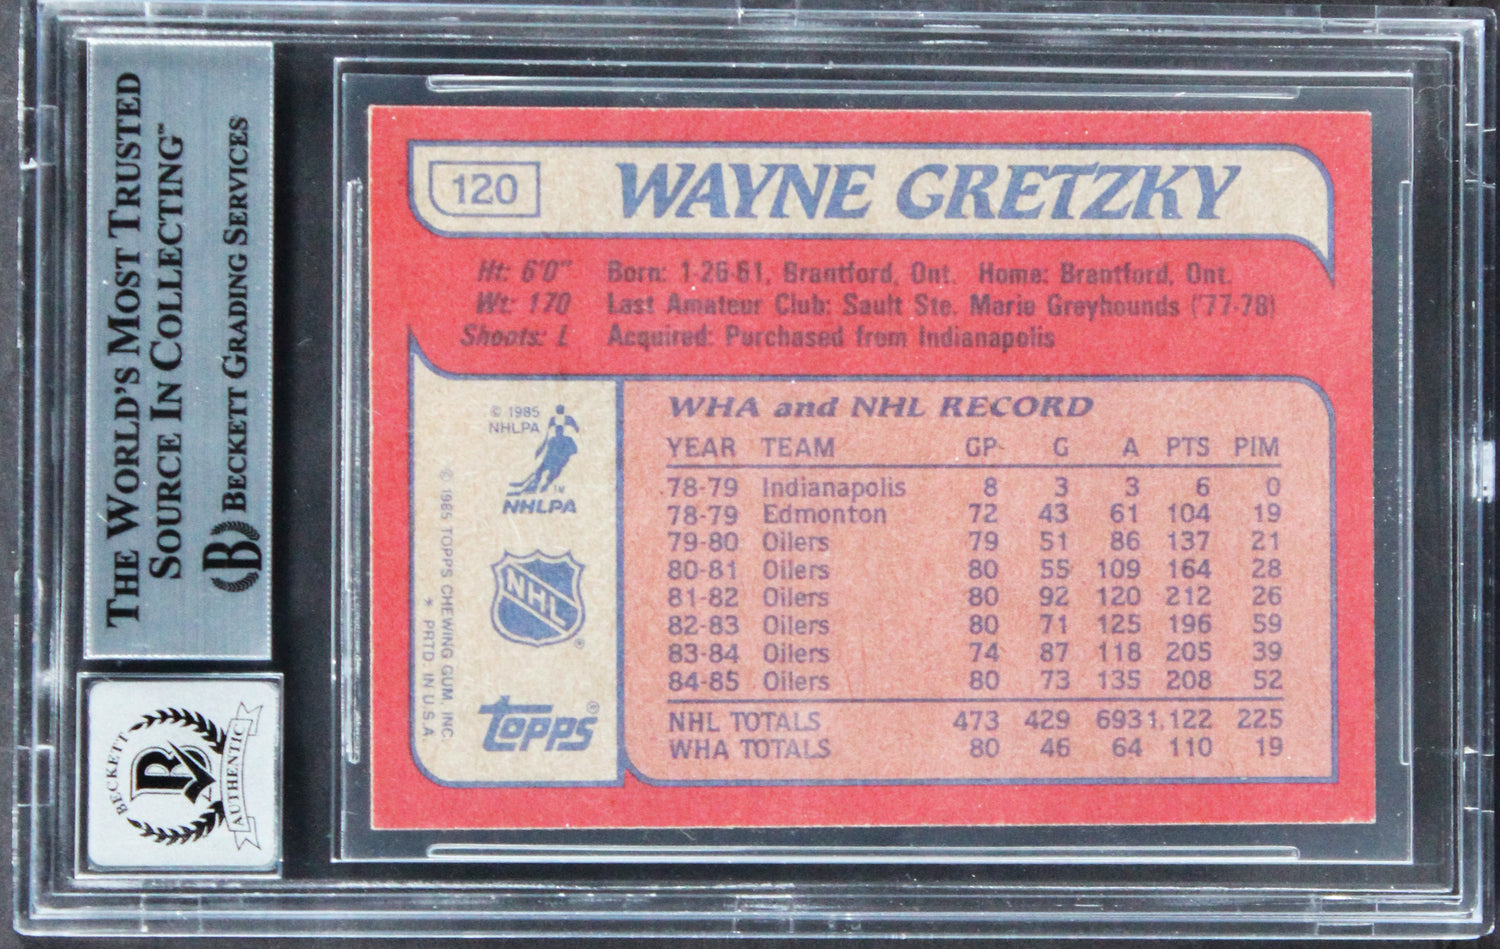 THE WORLD'S MOST TRUSTED
SOURCE IN COLLECTING™
BECKETT GRADING SERVICES
B
BECKETT
B
AUTHENTIC
120 WAYNE GRETZKY
Ht: 6'0" Born: 1-26-61, Brantford, Ont. Home: Brantford, Ont.
Wt: 170 Last Amateur Club: Sault Ste. Marie Greyhounds ('77-78)
Shoots: L Acquired: Purchased from Indianapolis
© 1985
NHLPA
TM
NHLPA
NHL
®
topps®
© 1985 TOPPS CHEWING GUM, INC.
* PRTD. IN U.S.A.
WHA and NHL RECORD
YEAR TEAM GP G A PTS PIM
78-79 Indianapolis 8 3 3 6 0
78-79 Edmonton 72 43 61 104 19
79-80 Oilers 79 51 86 137 21
80-81 Oilers 80 55 109 164 28
81-82 Oilers 80 92 120 212 26
82-83 Oilers 80 71 125 196 59
83-84 Oilers 74 87 118 205 39
84-85 Oilers 80 73 135 208 52
NHL TOTALS 473 429 693 1,122 225
WHA TOTALS 80 46 64 110 19